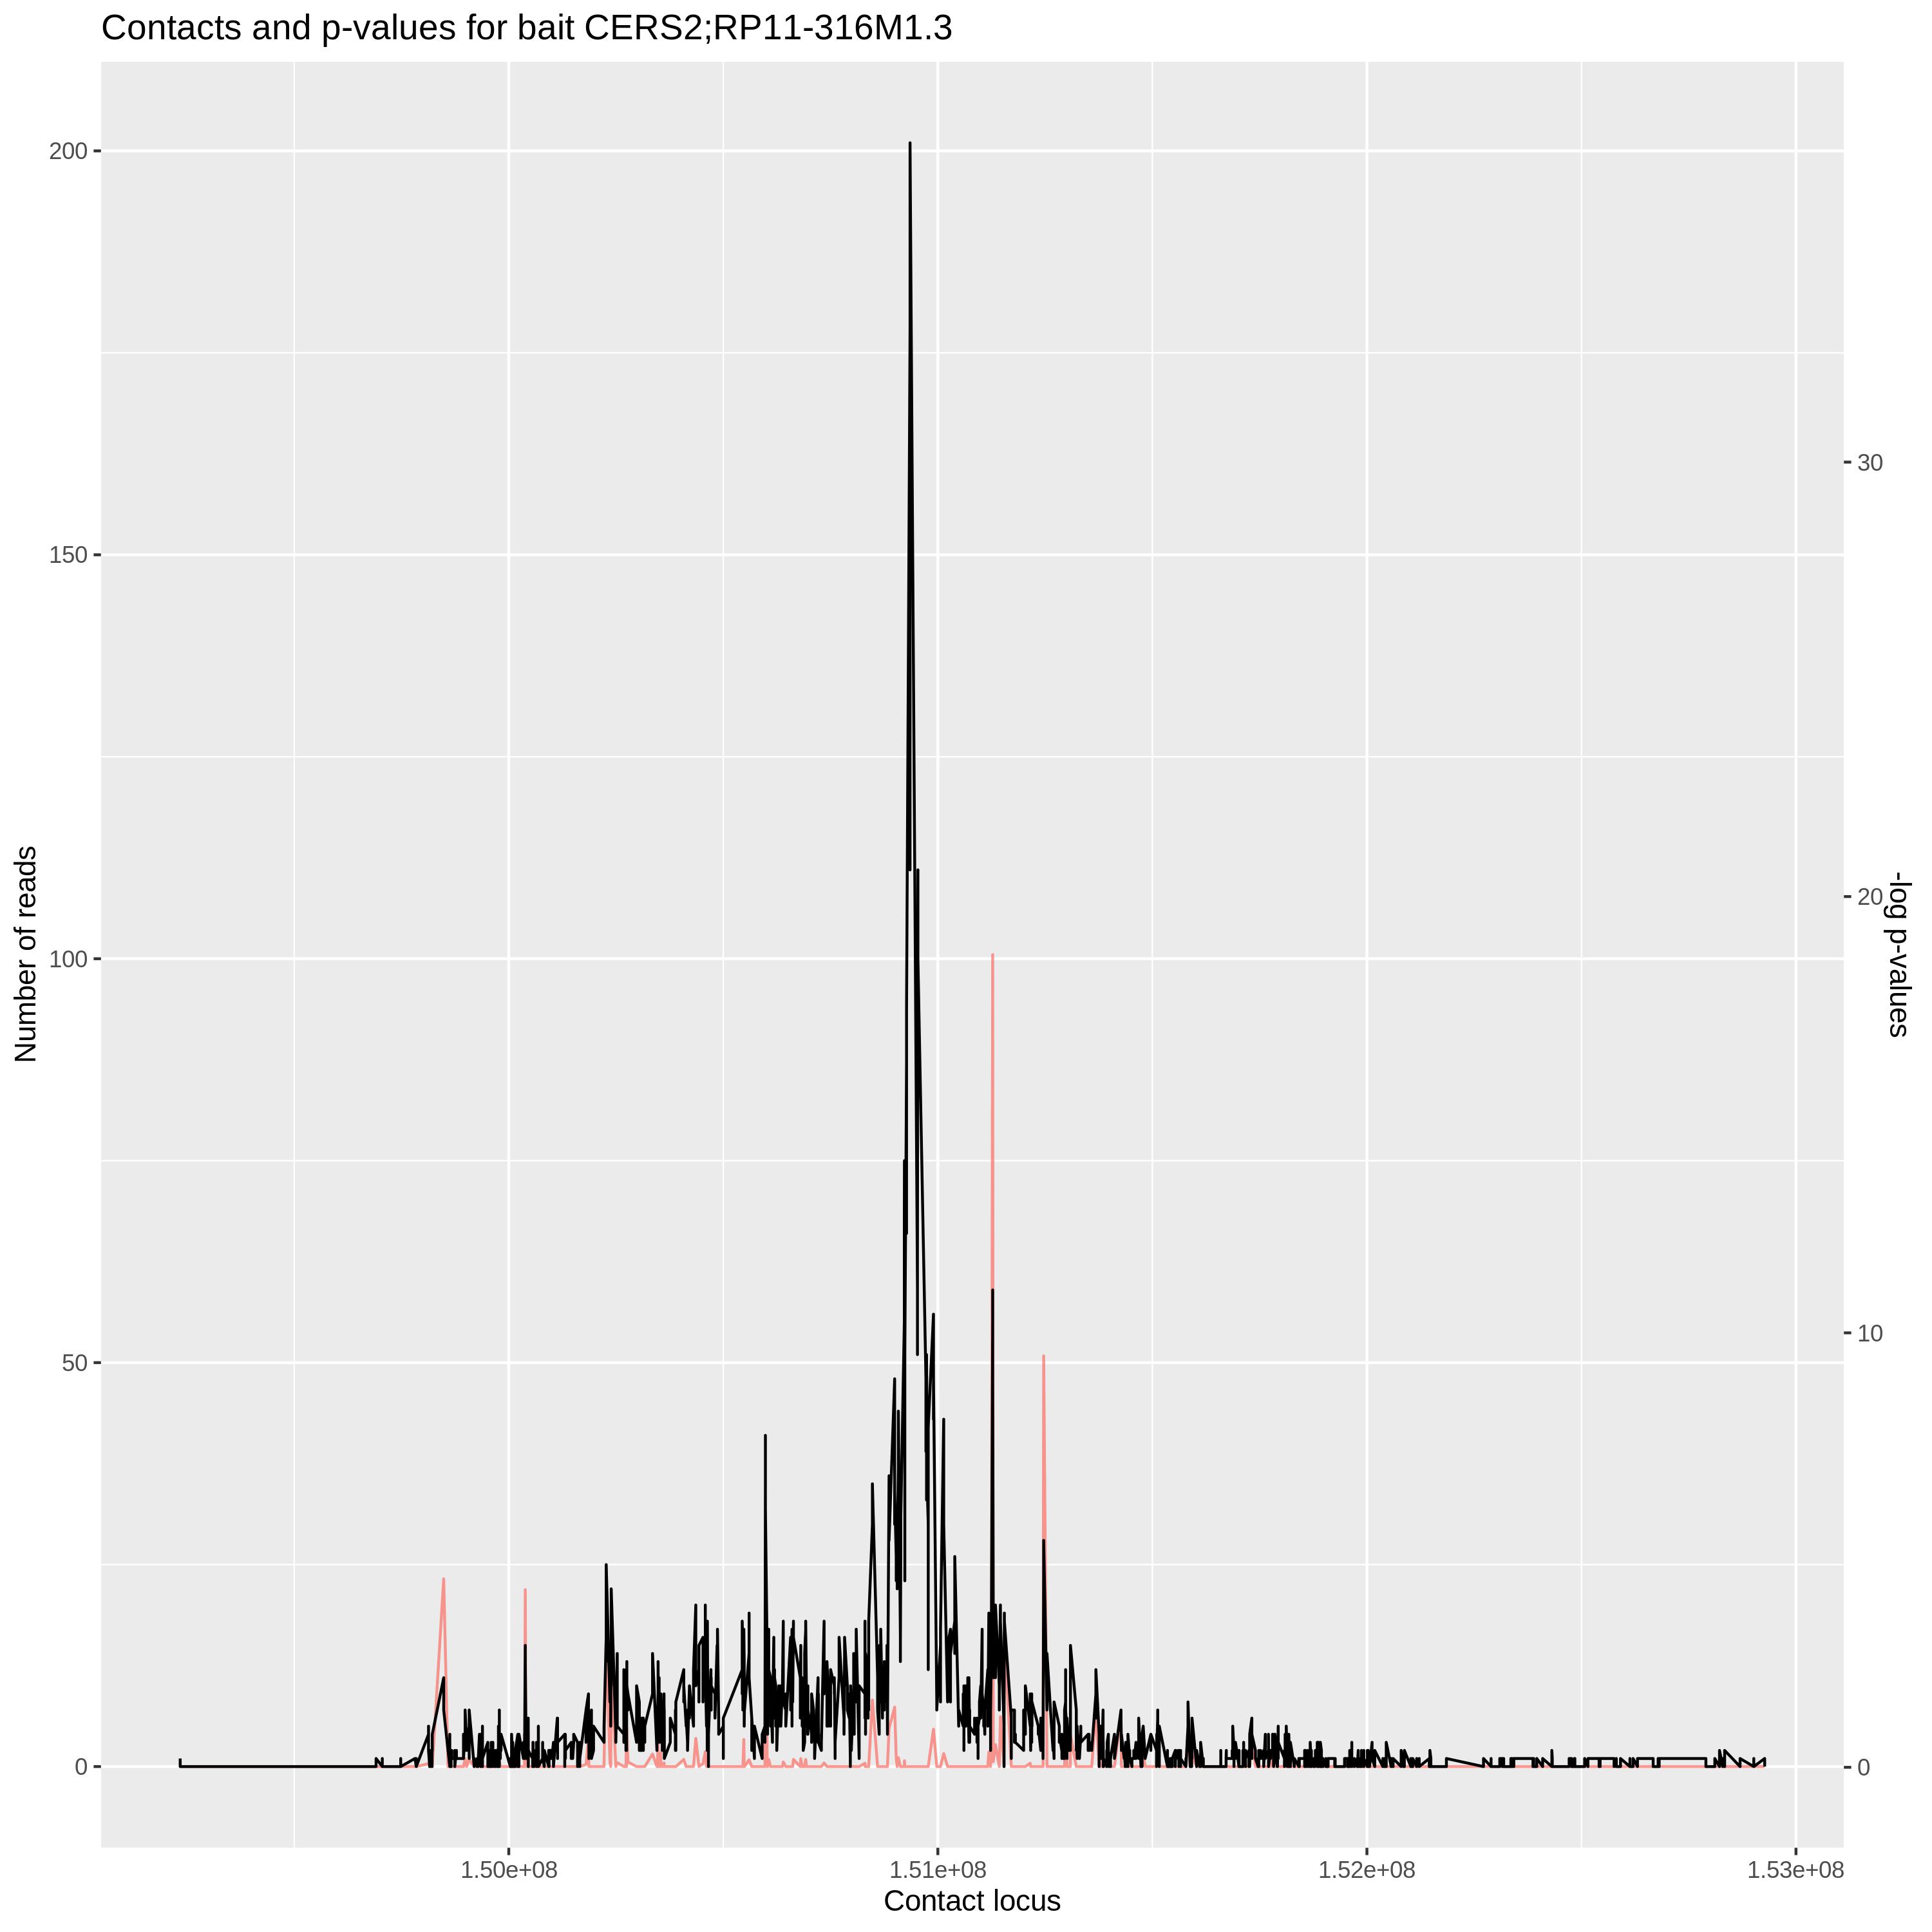 Contacts and p-values for bait CERS2;RP11-316M1.3
200
150
100
50
0
Number of reads
30
20
10
0
-log p-values
1.50e+08
1.51e+08
1.52e+08
1.53e+08
Contact locus